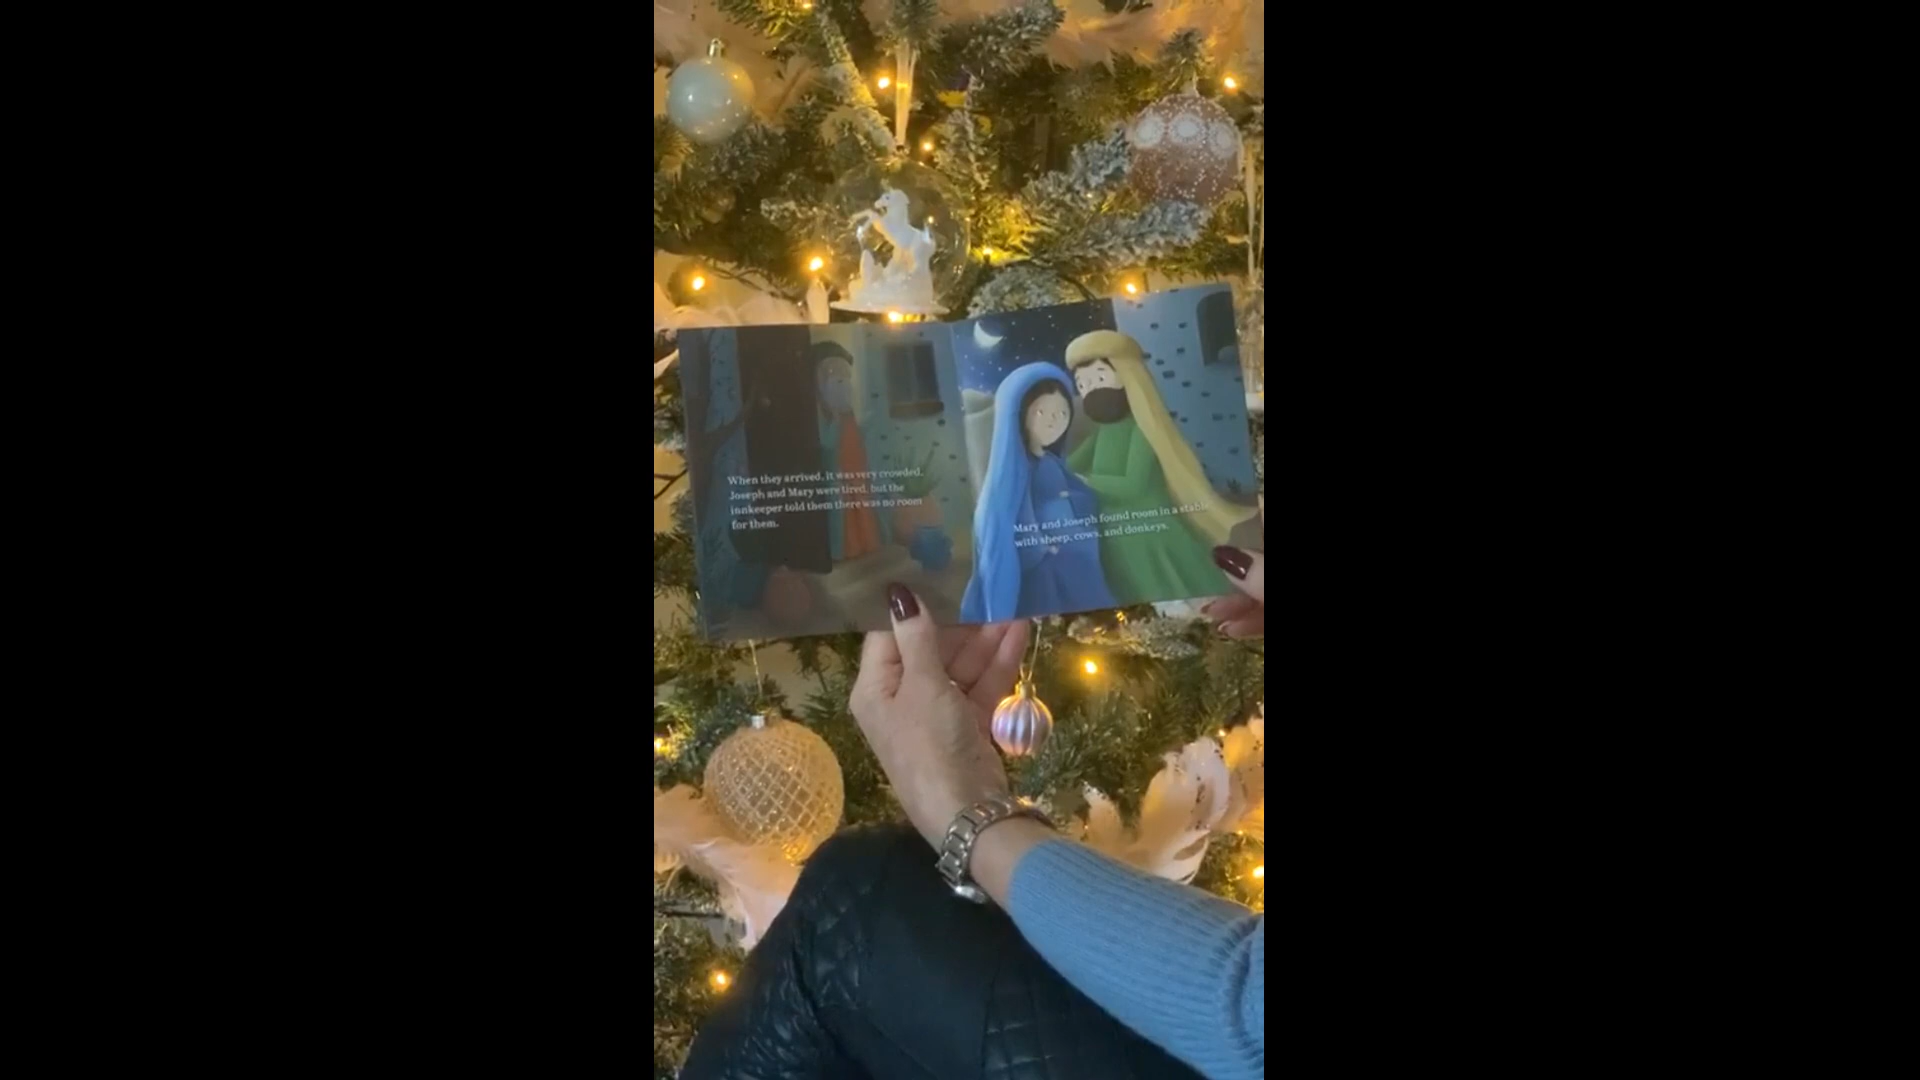 When they arrived, it was very crowded.
Joseph and Mary were tired, but the
innkeeper told them there was no room
for them.
Mary and Joseph found room in a stable
with sheep, cows, and donkeys.